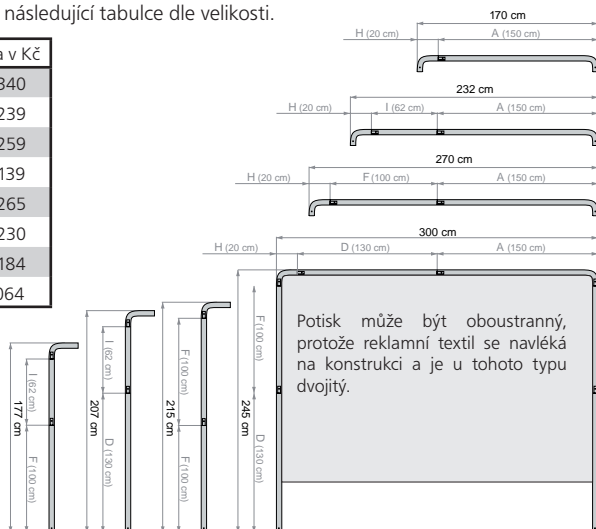 následující tabulce dle velikosti.
a v Kč
340
239
259
139
265
230
184
064
170 cm
H (20 cm) A (150 cm)
232 cm
H (20 cm) I (62 cm) A (150 cm)
270 cm
H (20 cm) F (100 cm) A (150 cm)
300 cm
H (20 cm) D (130 cm) A (150 cm)
Potisk může být oboustranný,
protože reklamní textil se navléká
na konstrukci a je u tohoto typu
dvojitý.
177 cm
I (62 cm)
F (100 cm)
207 cm
I (62 cm)
D (130 cm)
215 cm
F (100 cm)
F (100 cm)
245 cm
F (100 cm)
D (130 cm)